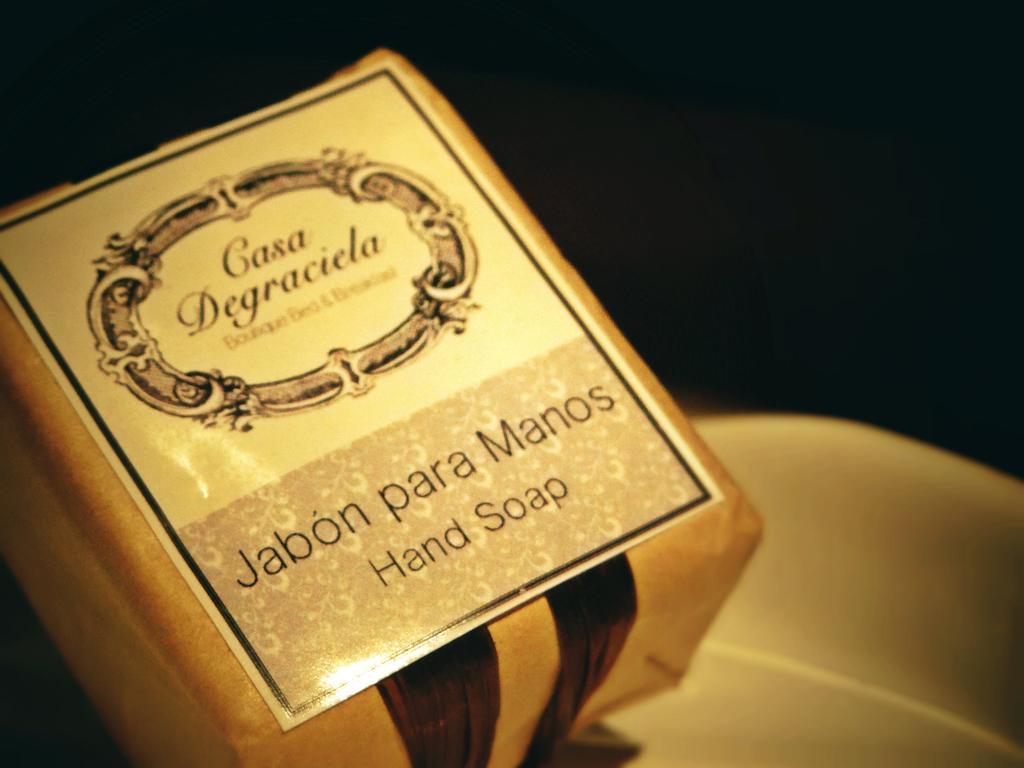 Casa
Degraciela
Boutique Bed & Breakfast
Jabón para Manos
Hand Soap